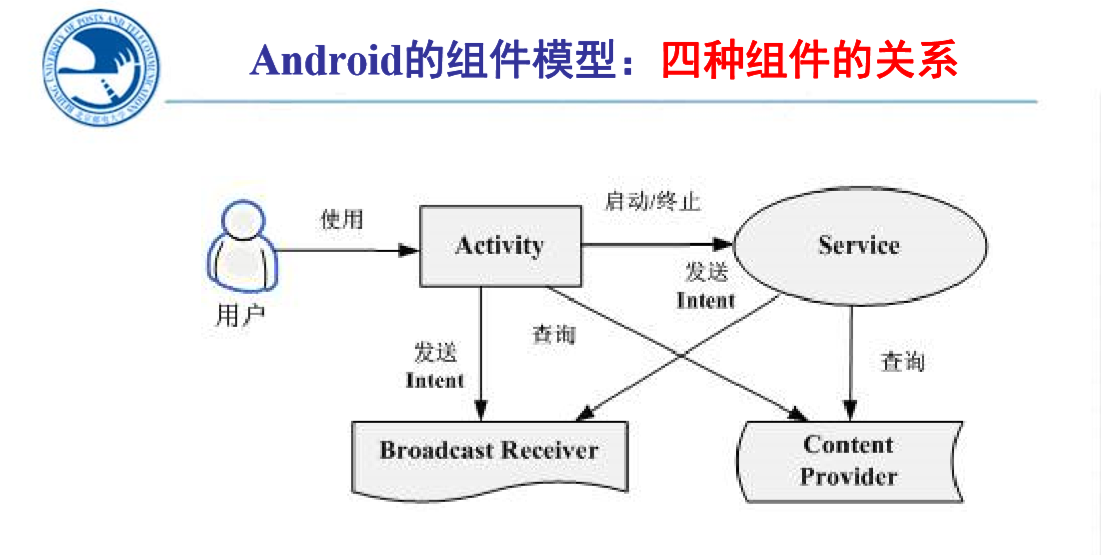 Android的组件模型：四种组件的关系
BEIJING UNIVERSITY OF POSTS AND TELECOMMUNICATIONS
北京邮电大学
使用
用户
Activity
启动/终止
Service
发送
Intent
查询
发送
Intent
查询
Broadcast Receiver
Content
Provider